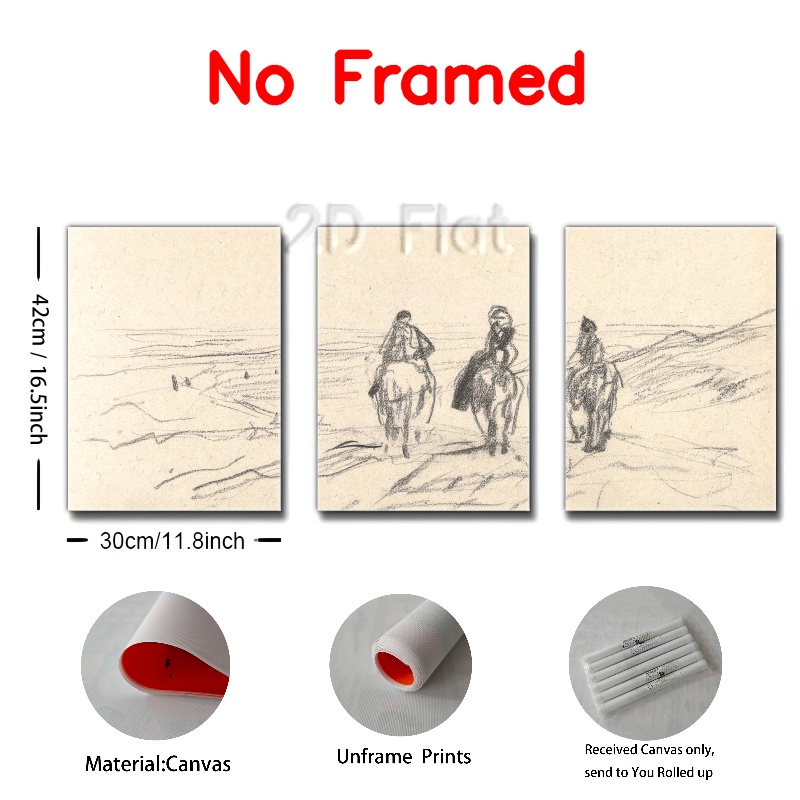 No Framed
2D Flat
42cm / 16.5inch
30cm/11.8inch
Material:Canvas
Unframe Prints
Received Canvas only,
send to You Rolled up